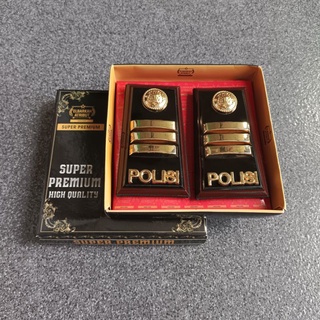 SUPER PREMIUM
SUPER
PREMIUM
HIGH QUALITY
SUPER PREMIUM
POLISI
POLISI